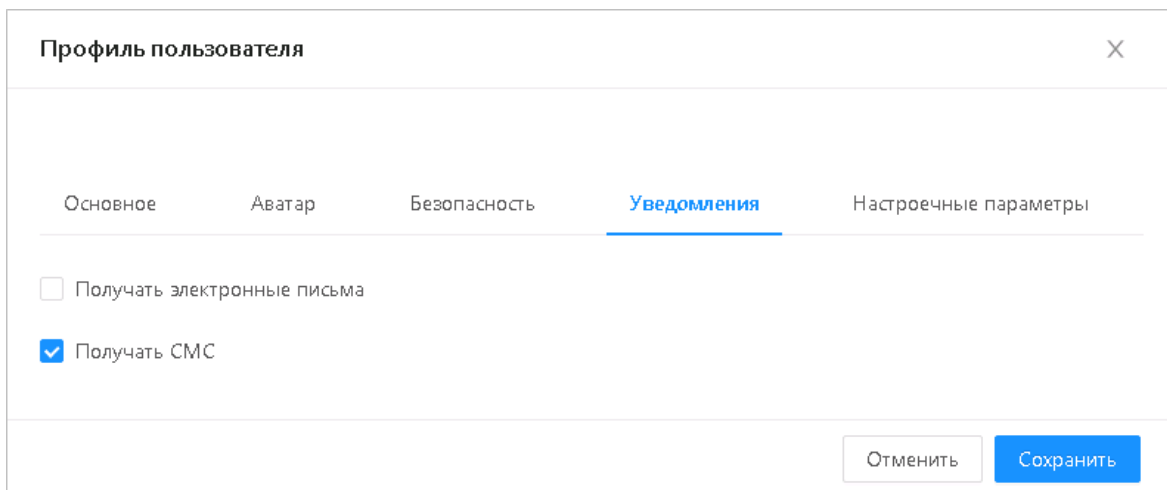 Профиль пользователя
Основное Аватар Безопасность Уведомления Настроечные параметры
Получать электронные письма
Получать СМС
Отменить Сохранить